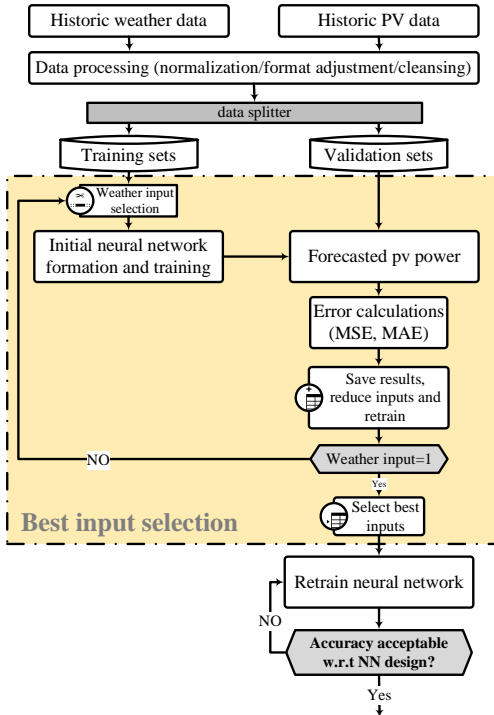 Historic weather data
Historic PV data
Data processing (normalization/format adjustment/cleansing)
data splitter
Training sets
Validation sets
Weather input
selection
Initial neural network
formation and training
Forecasted pv power
Error calculations
(MSE, MAE)
Save results,
reduce inputs and
retrain
NO
Weather input=1
Yes
Select best
inputs
Best input selection
Retrain neural network
NO
Accuracy acceptable
w.r.t NN design?
Yes